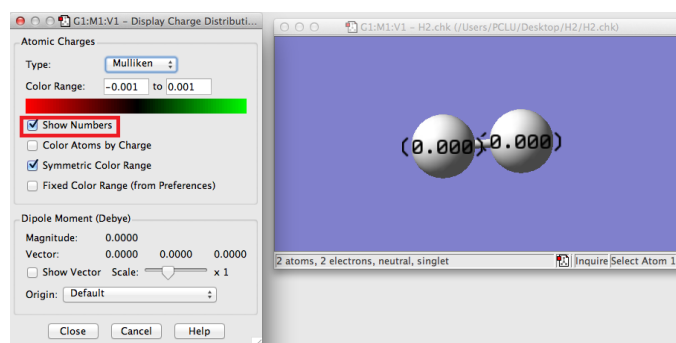 G1:M1:V1 – Display Charge Distributi...
Atomic Charges
Type: Mulliken
Color Range: -0.001 to 0.001
Show Numbers
Color Atoms by Charge
Symmetric Color Range
Fixed Color Range (from Preferences)
Dipole Moment (Debye)
Magnitude: 0.0000
Vector: 0.0000 0.0000 0.0000
Show Vector Scale: x 1
Origin: Default
Close Cancel Help
G1:M1:V1 – H2.chk (/Users/PCLU/Desktop/H2/H2.chk)
(0.000) (0.000)
2 atoms, 2 electrons, neutral, singlet Inquire Select Atom 1